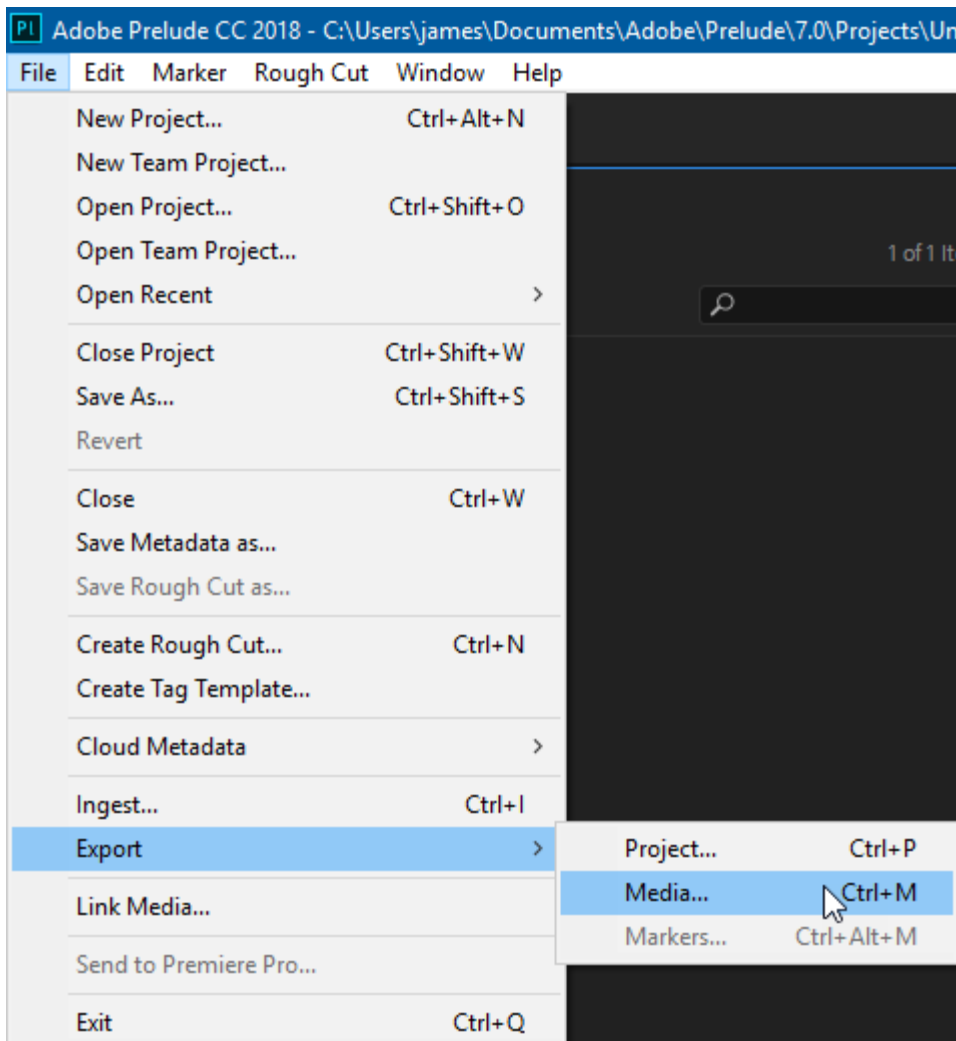 Pl Adobe Prelude CC 2018 - C:\Users\james\Documents\Adobe\Prelude\7.0\Projects\Un
File Edit Marker Rough Cut Window Help
New Project... Ctrl+Alt+N
New Team Project...
Open Project... Ctrl+Shift+O
Open Team Project...
1 of 1 It
Open Recent
Close Project Ctrl+Shift+W
Save As... Ctrl+Shift+S
Revert
Close Ctrl+W
Save Metadata as...
Save Rough Cut as...
Create Rough Cut... Ctrl+N
Create Tag Template...
Cloud Metadata
Ingest... Ctrl+I
Export
Project... Ctrl+P
Media... Ctrl+M
Link Media...
Markers... Ctrl+Alt+M
Send to Premiere Pro...
Exit Ctrl+Q